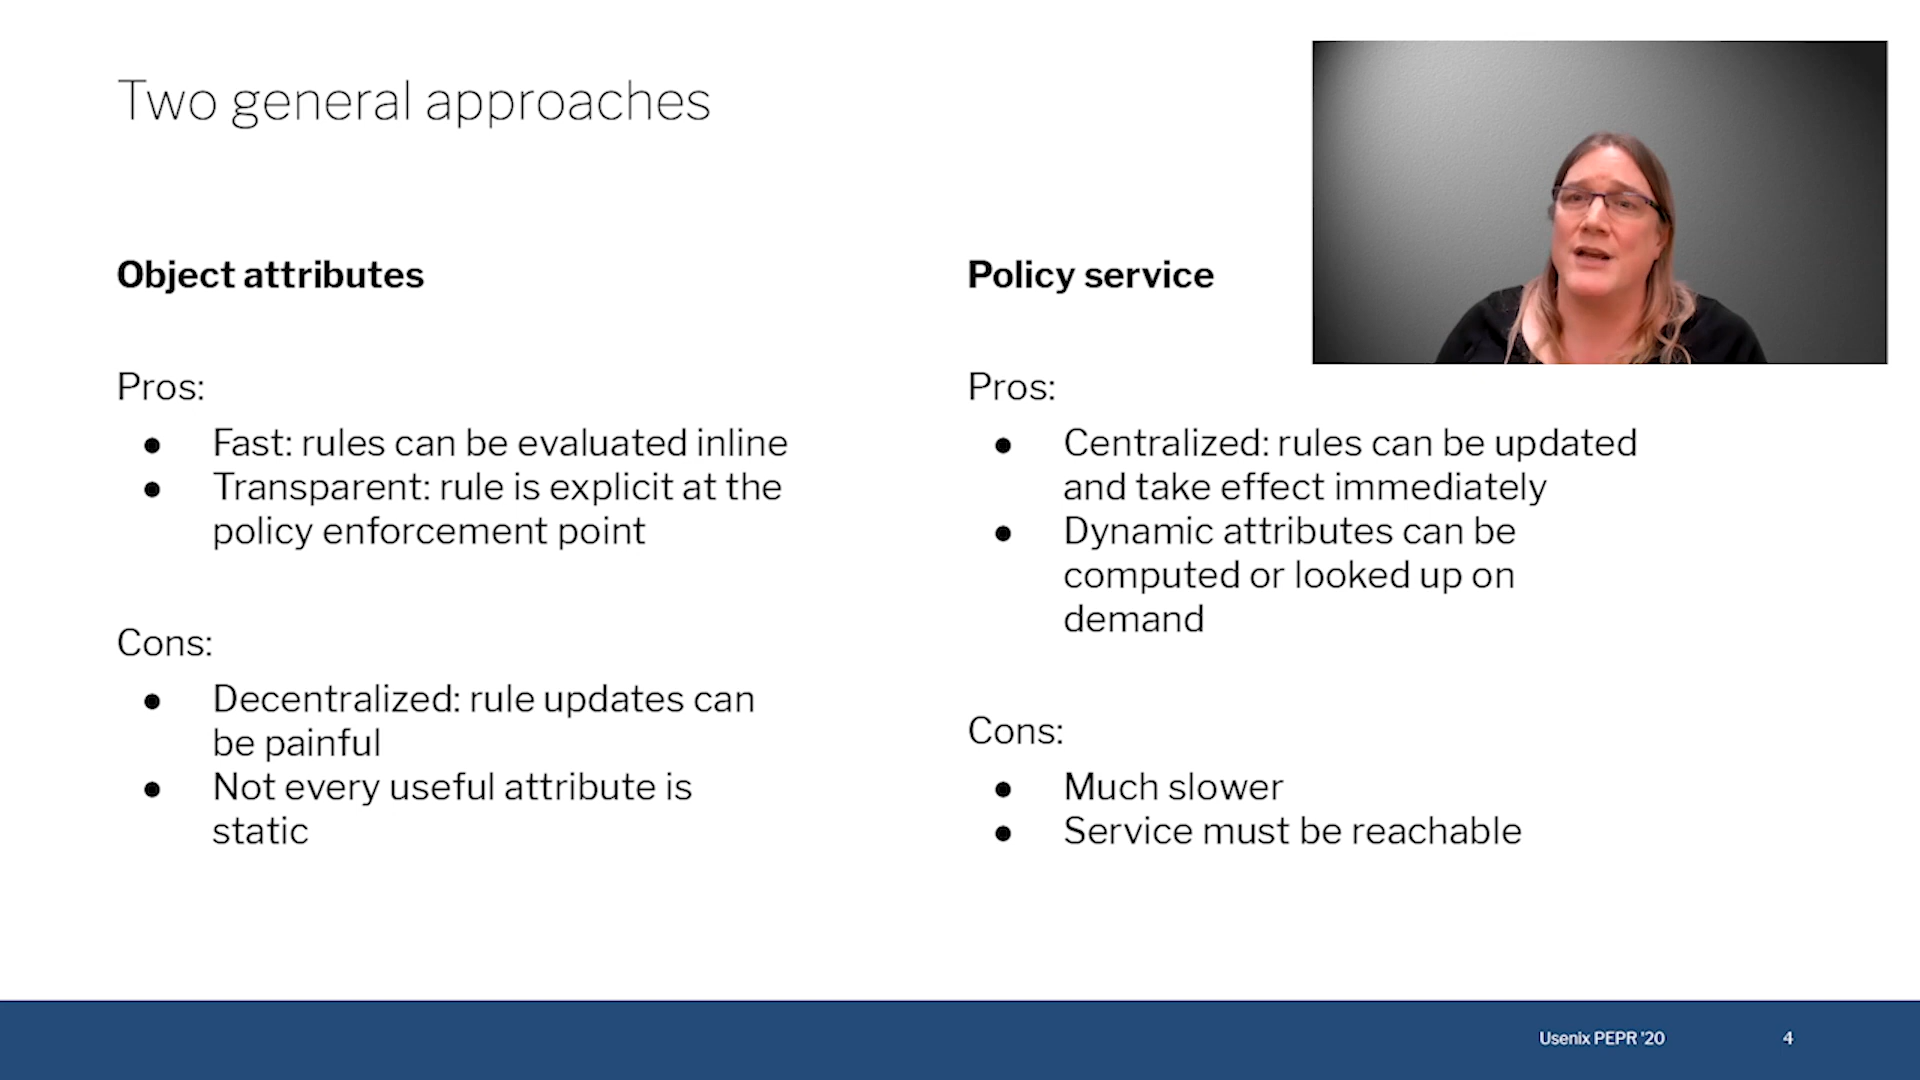 Two general approaches
Object attributes
Pros:
● Fast: rules can be evaluated inline
● Transparent: rule is explicit at the
policy enforcement point
Cons:
● Decentralized: rule updates can
be painful
● Not every useful attribute is
static
Policy service
Pros:
● Centralized: rules can be updated
and take effect immediately
● Dynamic attributes can be
computed or looked up on
demand
Cons:
● Much slower
● Service must be reachable
Usenix PEPR '20
4